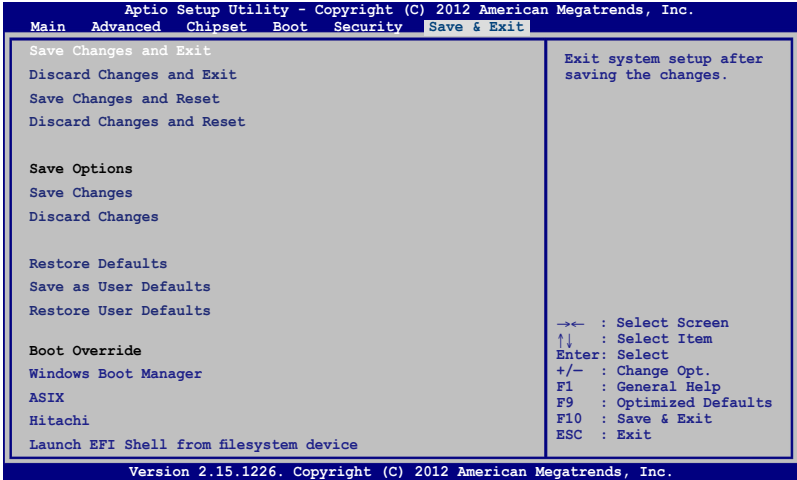 Aptio Setup Utility - Copyright (C) 2012 American Megatrends, Inc.
Main Advanced Chipset Boot Security Save & Exit
Save Changes and Exit
Discard Changes and Exit
Save Changes and Reset
Discard Changes and Reset
Save Options
Save Changes
Discard Changes
Restore Defaults
Save as User Defaults
Restore User Defaults
Boot Override
Windows Boot Manager
ASIX
Hitachi
Launch EFI Shell from filesystem device
Exit system setup after
saving the changes.
→← : Select Screen
↑↓ : Select Item
Enter: Select
+/— : Change Opt.
F1 : General Help
F9 : Optimized Defaults
F10 : Save & Exit
ESC : Exit
Version 2.15.1226. Copyright (C) 2012 American Megatrends, Inc.